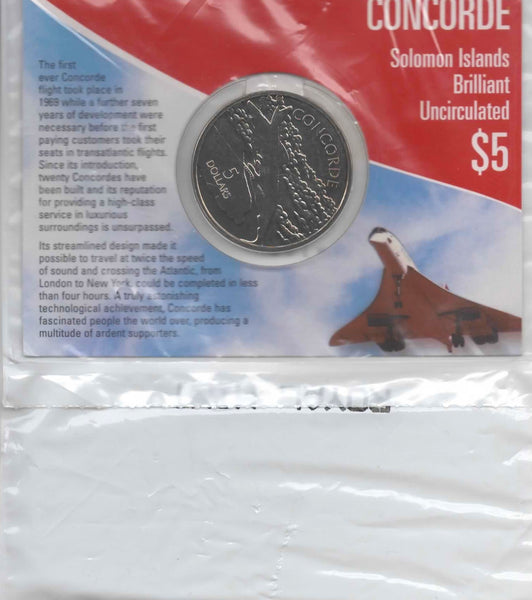 CONCORDE
Solomon Islands
Brilliant
Uncirculated
$5
The first
ever Concorde
flight took place in
1969 while a further seven
years of development were
necessary before the first
paying customers took their
seats in transatlantic flights.
Since its introduction,
twenty Concordes have
been built and its reputation
for providing a high-class
service in luxurious
surroundings is unsurpassed.
Its streamlined design made it
possible to travel at twice the speed
of sound and crossing the Atlantic, from
London to New York, could be completed in less
than four hours. A truly astonishing
technological achievement, Concorde has
fascinated people the world over, producing a
multitude of ardent supporters.
CONCORDE
5
DOLLARS